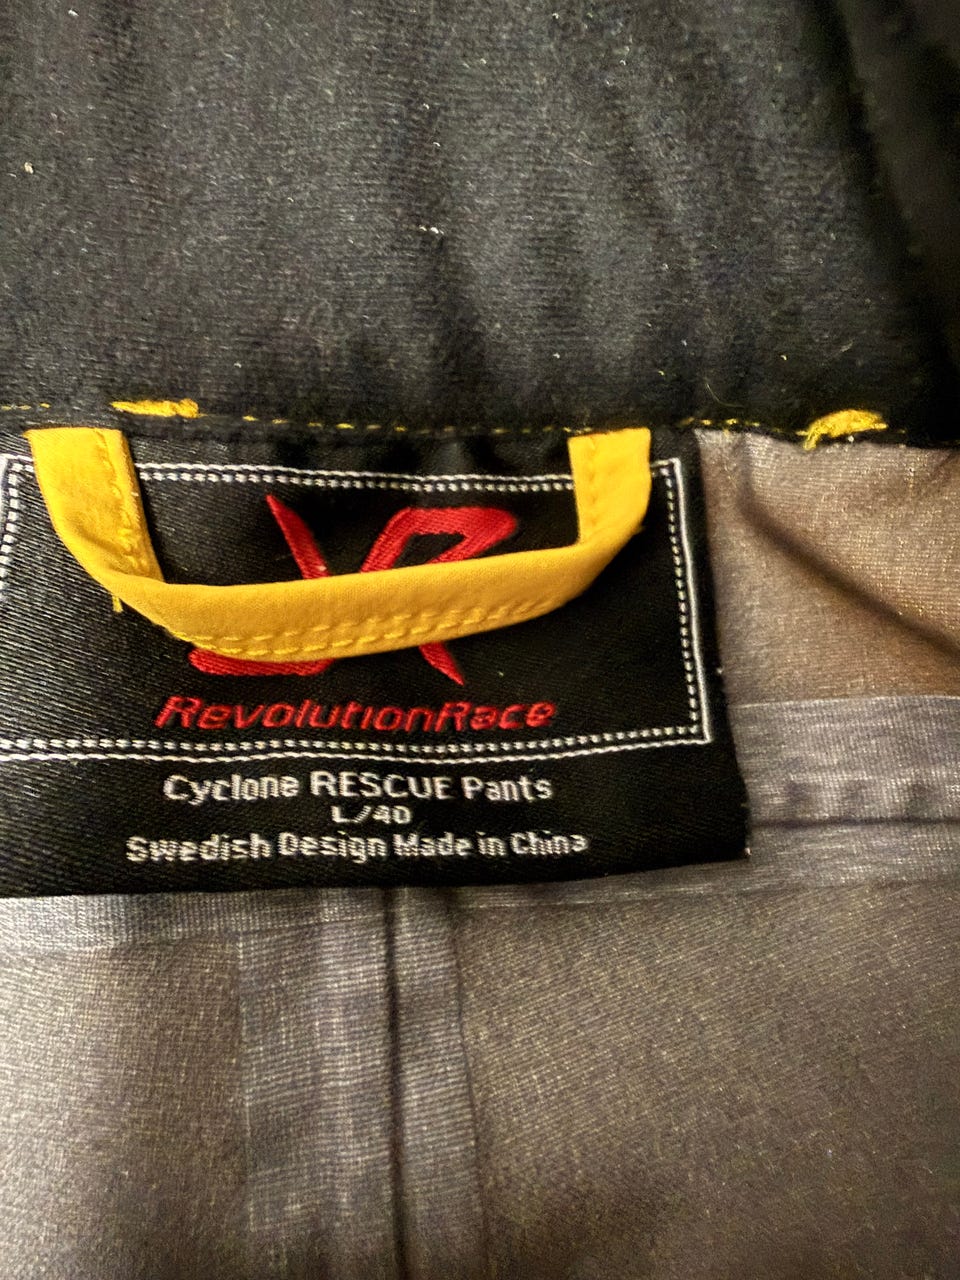 RevolutionRace
Cyclone RESCUE Pants
L/40
Swedish Design Made in China